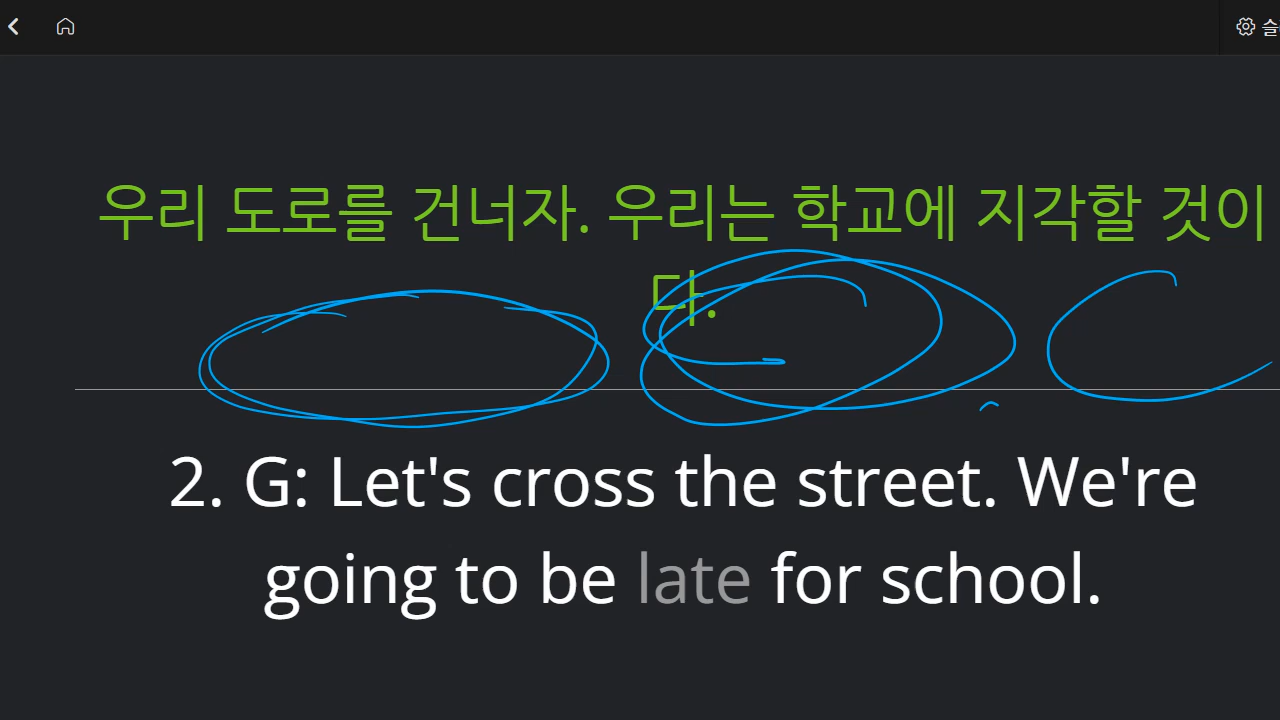 슬
우리 도로를 건너자. 우리는 학교에 지각할 것이
다.
2. G: Let's cross the street. We're
going to be late for school.